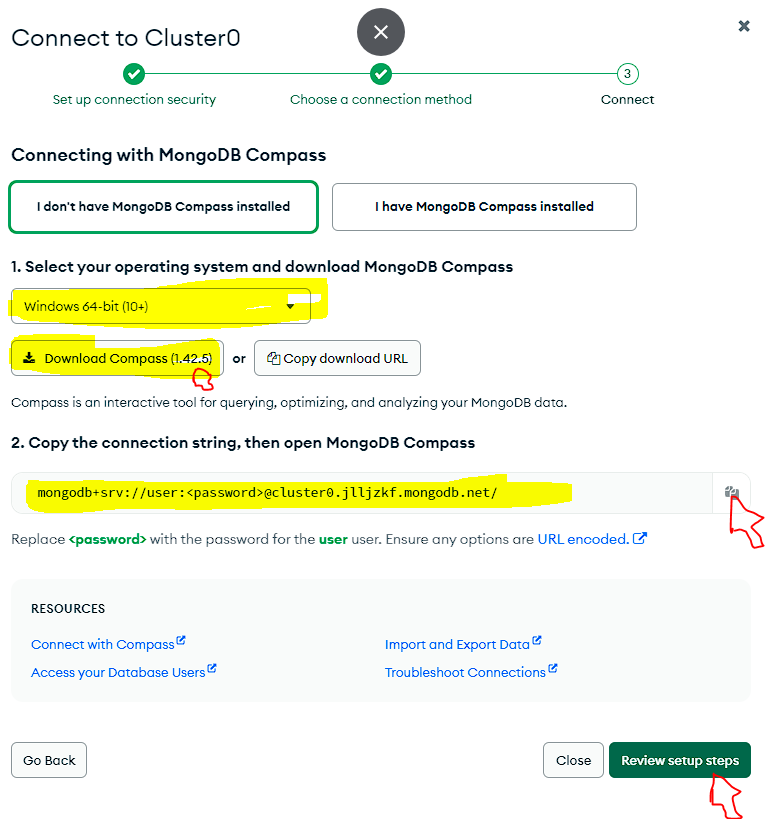 Connect to Cluster0
3
Set up connection security
Choose a connection method
Connect
Connecting with MongoDB Compass
I don't have MongoDB Compass installed
I have MongoDB Compass installed
1. Select your operating system and download MongoDB Compass
Windows 64-bit (10+)
Download Compass (1.42.5) or Copy download URL
Compass is an interactive tool for querying, optimizing, and analyzing your MongoDB data.
2. Copy the connection string, then open MongoDB Compass
mongodb+srv://user:<password>@cluster0.jlljzkf.mongodb.net/
Replace <password> with the password for the user user. Ensure any options are URL encoded.
RESOURCES
Connect with Compass
Import and Export Data
Access your Database Users
Troubleshoot Connections
Go Back
Close
Review setup steps